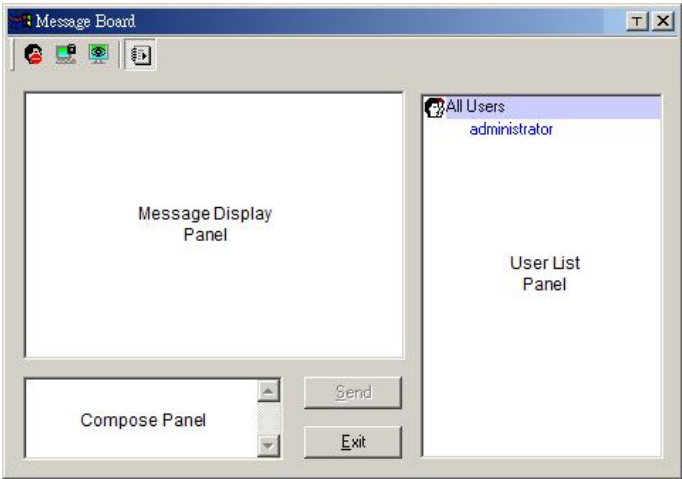 Message Board
T
All Users
administrator
Message Display
Panel
User List
Panel
Compose Panel
Send
Exit